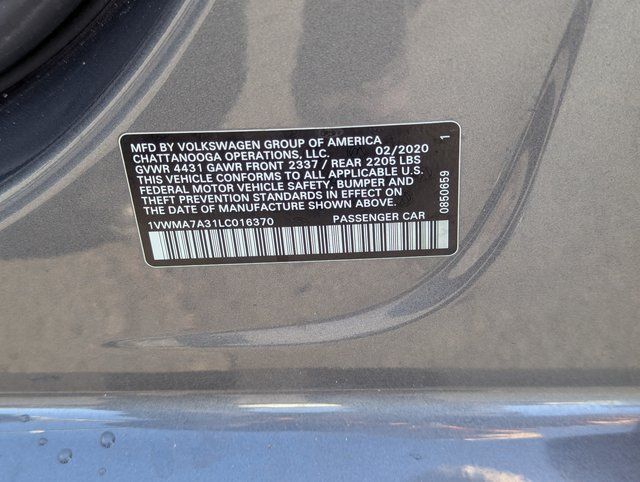 MFD BY VOLKSWAGEN GROUP OF AMERICA
CHATTANOOGA OPERATIONS, LLC. 02/2020 1
GVWR 4431 GAWR FRONT 2337 / REAR 2205 LBS
THIS VEHICLE CONFORMS TO ALL APPLICABLE U.S.
FEDERAL MOTOR VEHICLE SAFETY, BUMPER AND
THEFT PREVENTION STANDARDS IN EFFECT ON
THE DATE OF MANUFACTURE SHOWN ABOVE.
0850659
1VWMA7A31LC016370 PASSENGER CAR